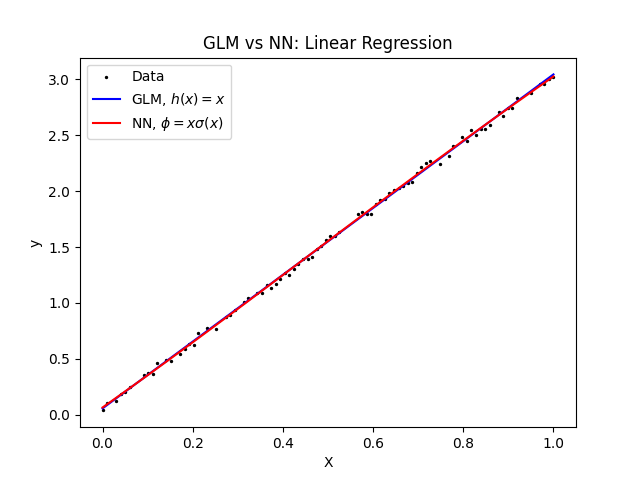 GLM vs NN: Linear Regression
Data
GLM, h(x) = x
NN, ϕ = xσ(x)
3.0
2.5
2.0
1.5
1.0
0.5
0.0
y
0.0 0.2 0.4 0.6 0.8 1.0
X